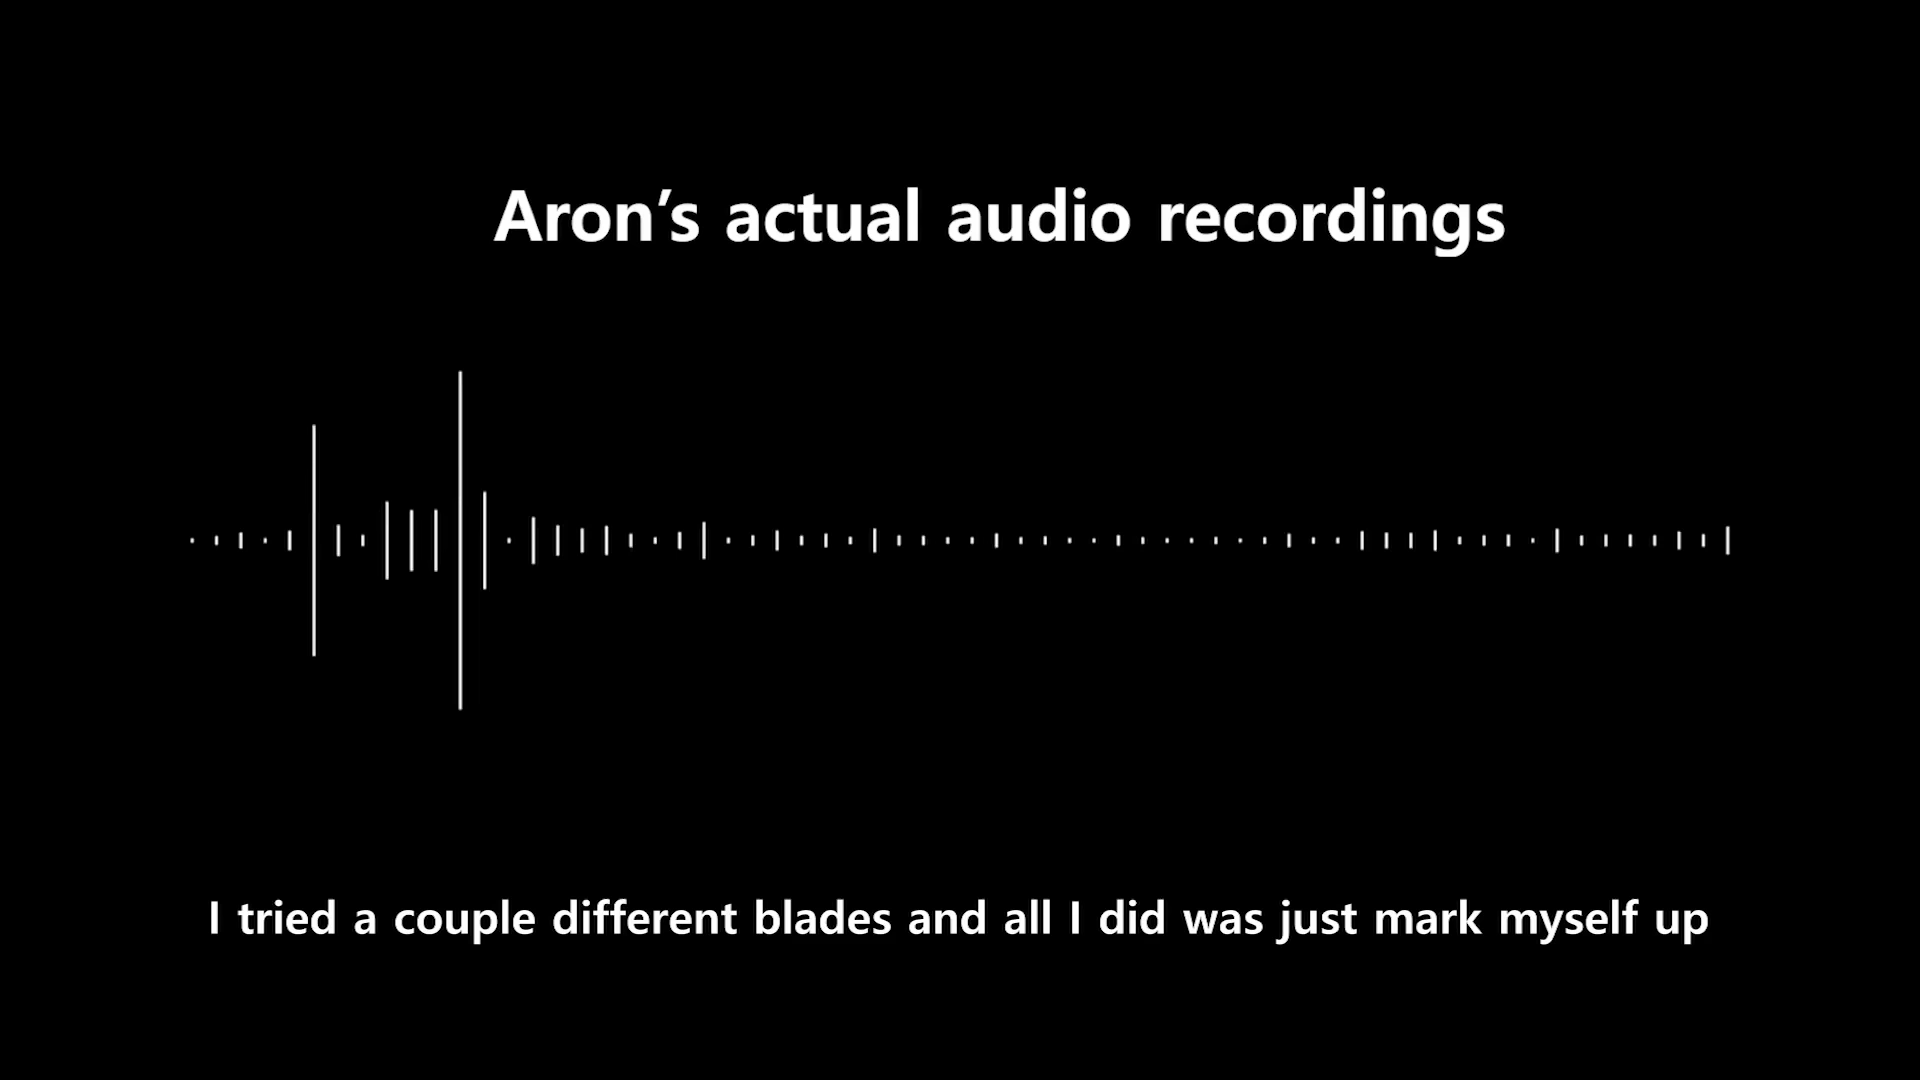 Aron’s actual audio recordings
I tried a couple different blades and all I did was just mark myself up